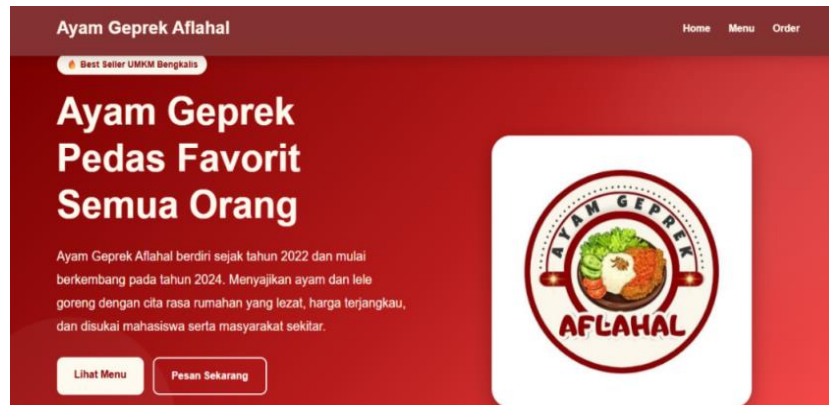 Ayam Geprek Aflahal
Home Menu Order
🔥 Best Seller UMKM Bengkalis
Ayam Geprek
Pedas Favorit
Semua Orang
Ayam Geprek Aflahal berdiri sejak tahun 2022 dan mulai
berkembang pada tahun 2024. Menyajikan ayam dan lele
goreng dengan cita rasa rumahan yang lezat, harga terjangkau,
dan disukai mahasiswa serta masyarakat sekitar.
Lihat Menu
Pesan Sekarang
AYAM GEPREK
AFLAHAL